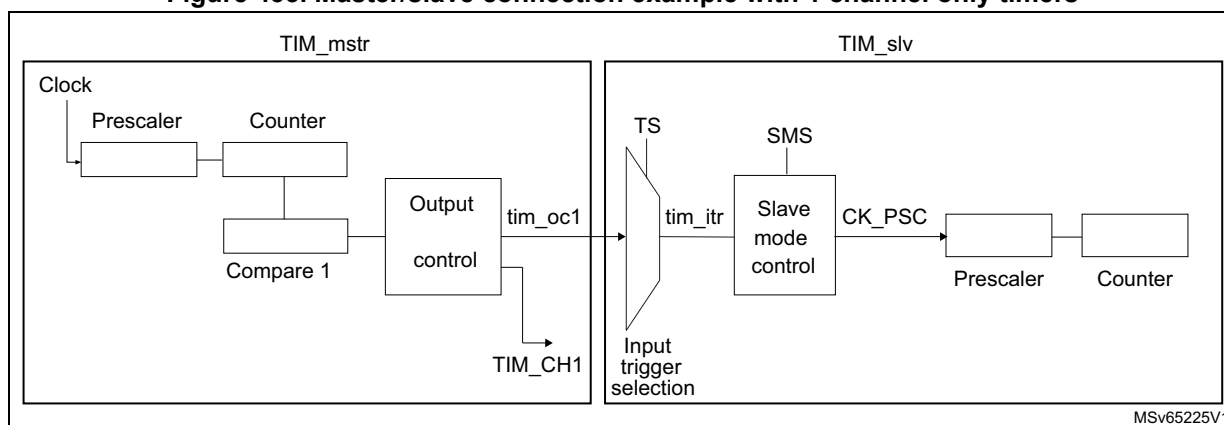 Figure Master/Slave connection example with 1 channel only timers
TIM_mstr
TIM_slv
Clock
Prescaler
Counter
Compare 1
Output
control
tim_oc1
TIM_CH1
TS
Input
trigger
selection
tim_itr
SMS
Slave
mode
control
CK_PSC
Prescaler
Counter
MSv65225V1